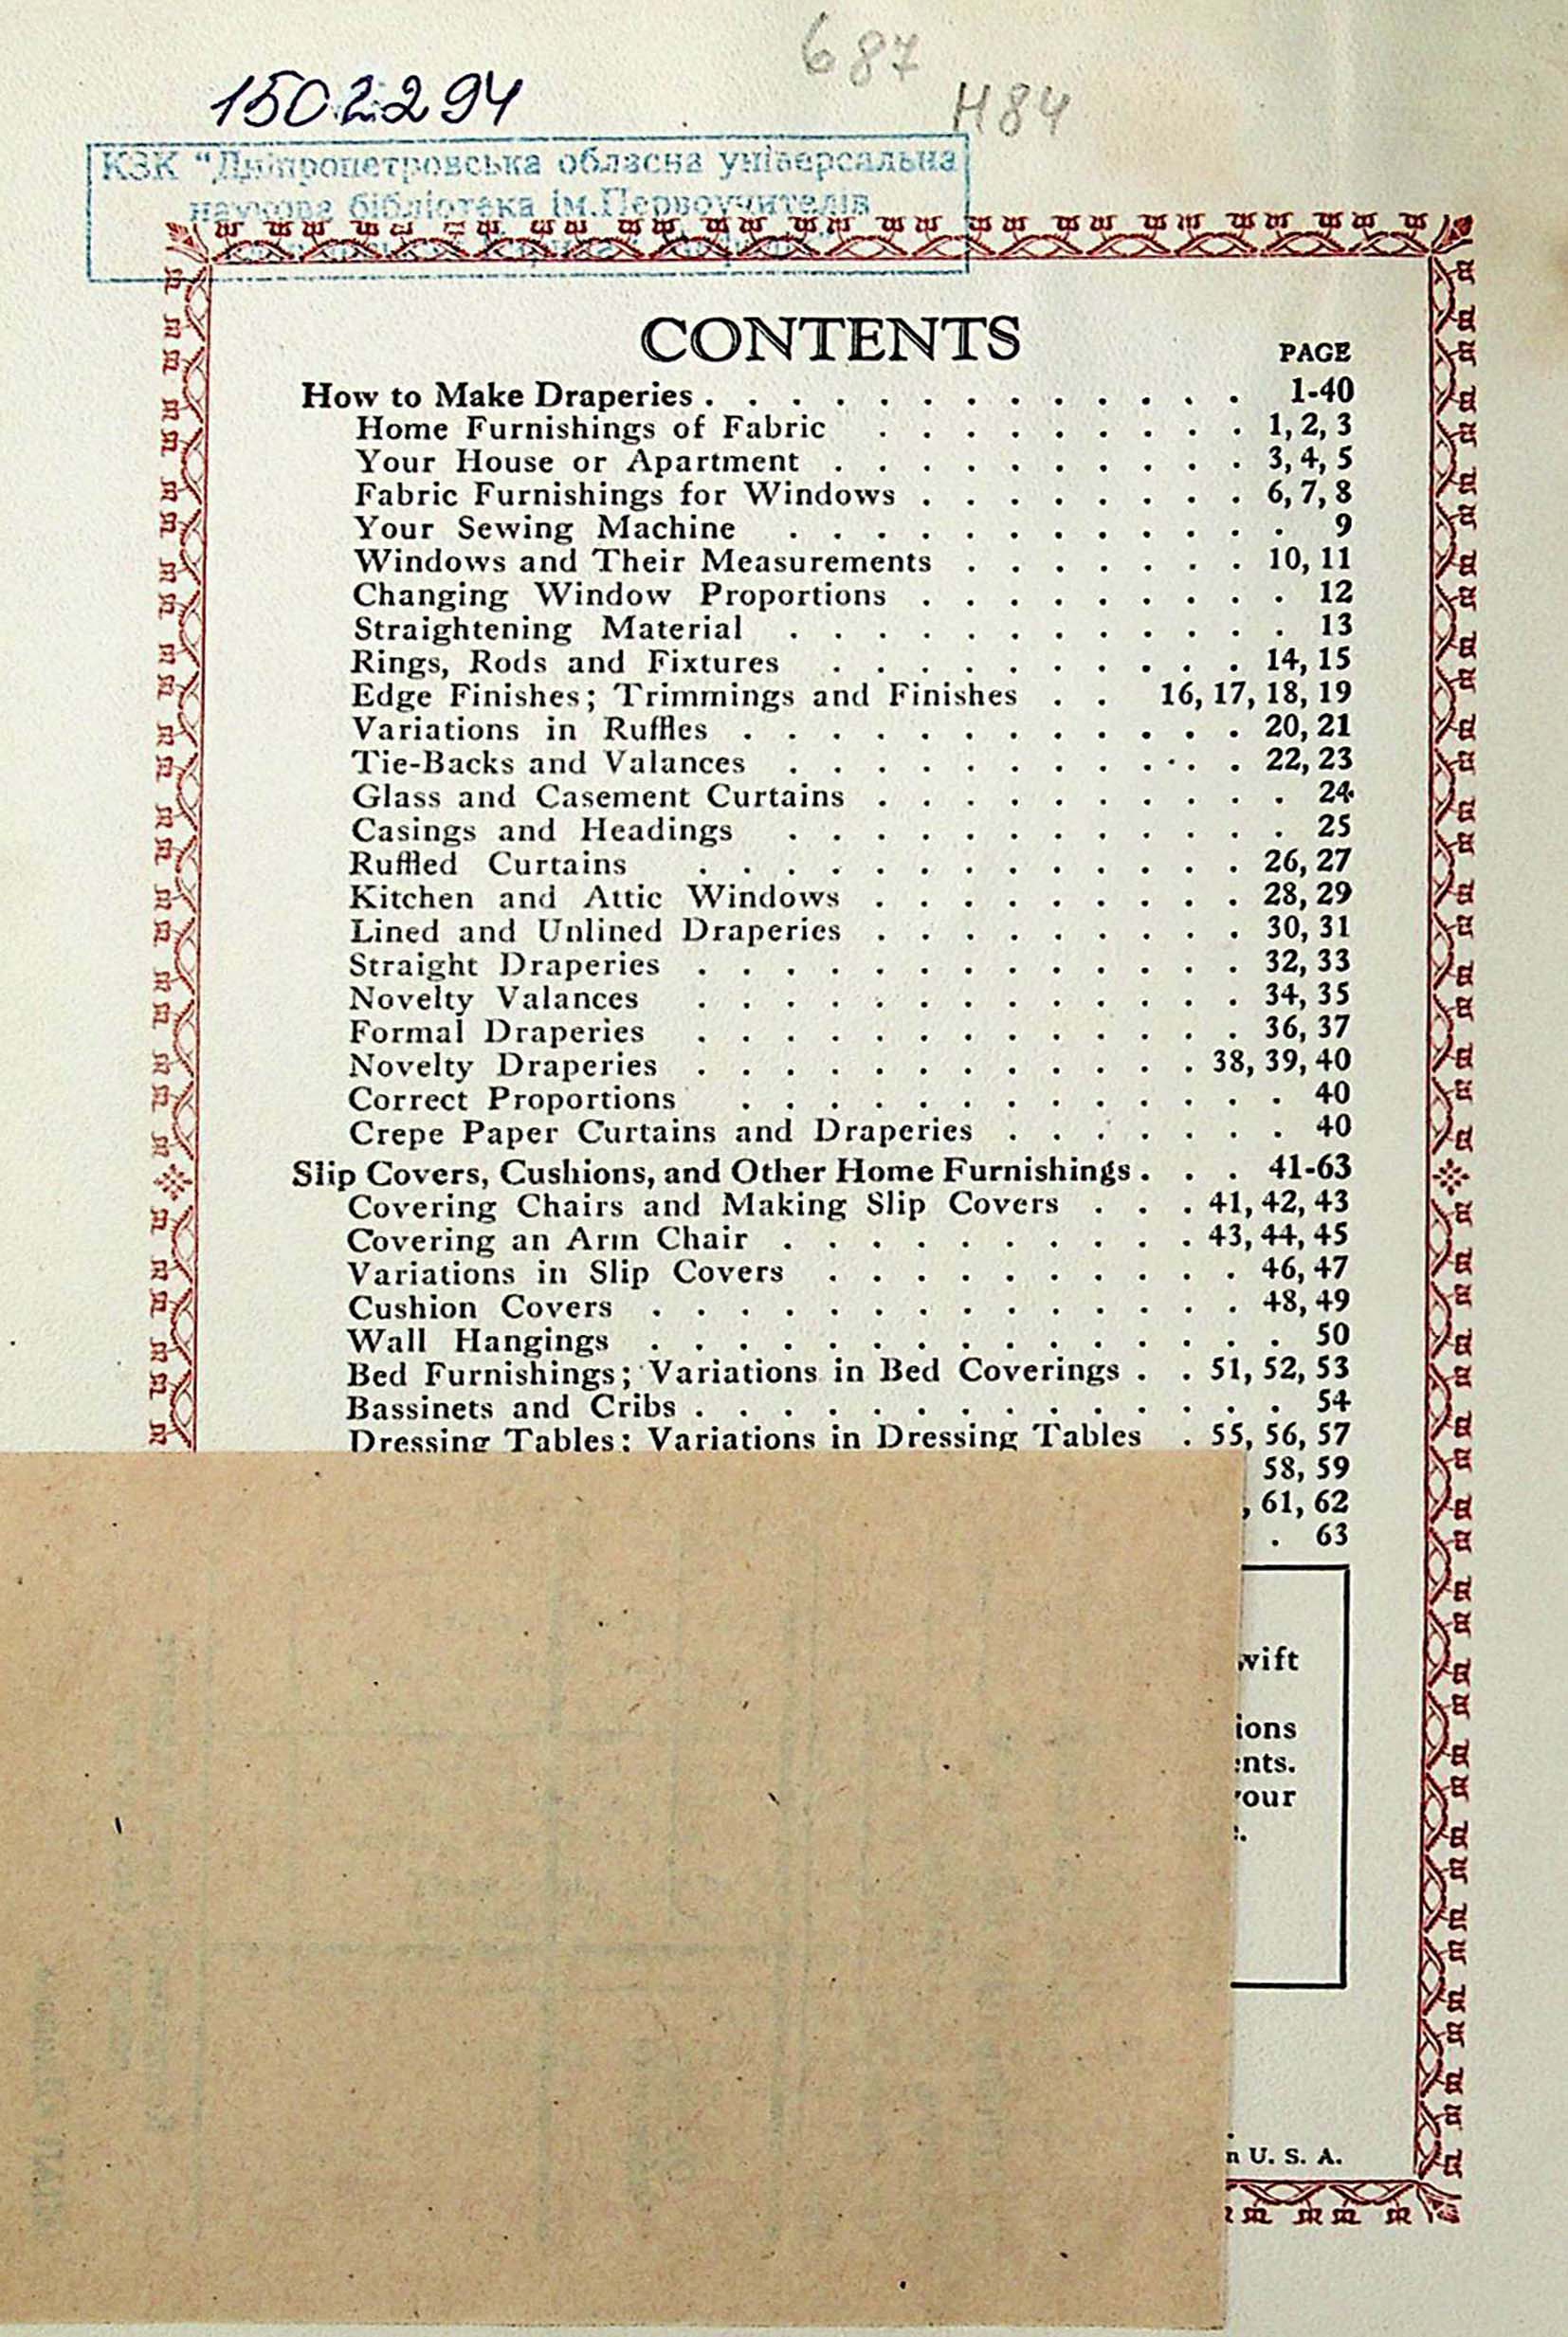 687
1502294
H84
КЗК "Дніпропетровська обласна універсальна
наукова бібліотека ім.Первоучителів
CONTENTS
PAGE
How to Make Draperies . . . . . . . . . . . . . 1-40
Home Furnishings of Fabric . . . . . . . . . 1, 2, 3
Your House or Apartment . . . . . . . . . . 3, 4, 5
Fabric Furnishings for Windows . . . . . . . . 6, 7, 8
Your Sewing Machine . . . . . . . . . . . . 9
Windows and Their Measurements . . . . . . . 10, 11
Changing Window Proportions . . . . . . . . . 12
Straightening Material . . . . . . . . . . . . 13
Rings, Rods and Fixtures . . . . . . . . . . 14, 15
Edge Finishes; Trimmings and Finishes . . 16, 17, 18, 19
Variations in Ruffles . . . . . . . . . . . . 20, 21
Tie-Backs and Valances . . . . . . . . . . . 22, 23
Glass and Casement Curtains . . . . . . . . . . 24
Casings and Headings . . . . . . . . . . . . 25
Ruffled Curtains . . . . . . . . . . . . . 26, 27
Kitchen and Attic Windows . . . . . . . . . 28, 29
Lined and Unlined Draperies . . . . . . . . . 30, 31
Straight Draperies . . . . . . . . . . . . . 32, 33
Novelty Valances . . . . . . . . . . . . . 34, 35
Formal Draperies . . . . . . . . . . . . . 36, 37
Novelty Draperies . . . . . . . . . . . . 38, 39, 40
Correct Proportions . . . . . . . . . . . . . 40
Crepe Paper Curtains and Draperies . . . . . . . 40
Slip Covers, Cushions, and Other Home Furnishings . . . 41-63
Covering Chairs and Making Slip Covers . . . 41, 42, 43
Covering an Arm Chair . . . . . . . . . . 43, 44, 45
Variations in Slip Covers . . . . . . . . . . 46, 47
Cushion Covers . . . . . . . . . . . . . . 48, 49
Wall Hangings . . . . . . . . . . . . . . . 50
Bed Furnishings; Variations in Bed Coverings . . 51, 52, 53
Bassinets and Cribs . . . . . . . . . . . . . . 54
Dressing Tables; Variations in Dressing Tables . 55, 56, 57
58, 59
, 61, 62
. 63
wift
ions
ents.
your
n U. S. A.